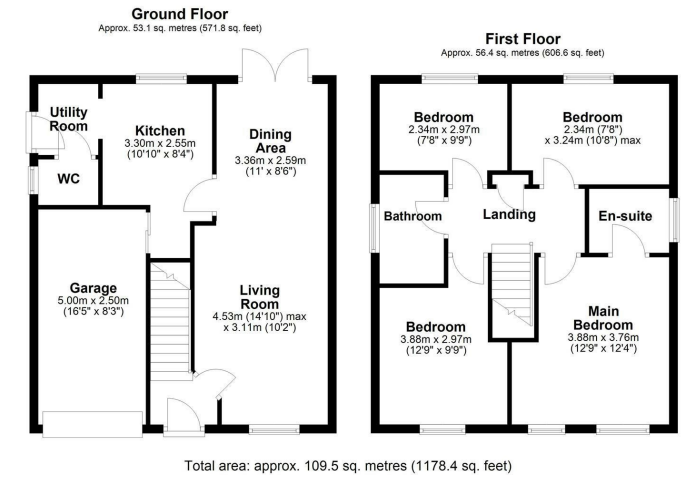 Ground Floor
Approx. 53.1 sq. metres (571.8 sq. feet)
Utility
Room
WC
Kitchen
3.30m x 2.55m
(10'10" x 8'4")
Dining
Area
3.36m x 2.59m
(11' x 8'6")
Garage
5.00m x 2.50m
(16'5" x 8'3")
Living
Room
4.53m (14'10") max
x 3.11m (10'2")
First Floor
Approx. 56.4 sq. metres (606.6 sq. feet)
Bedroom
2.34m x 2.97m
(7'8" x 9'9")
Bedroom
2.34m (7'8")
x 3.24m (10'8") max
Bathroom
Landing
En-suite
Bedroom
3.88m x 2.97m
(12'9" x 9'9")
Main
Bedroom
3.88m x 3.76m
(12'9" x 12'4")
Total area: approx. 109.5 sq. metres (1178.4 sq. feet)